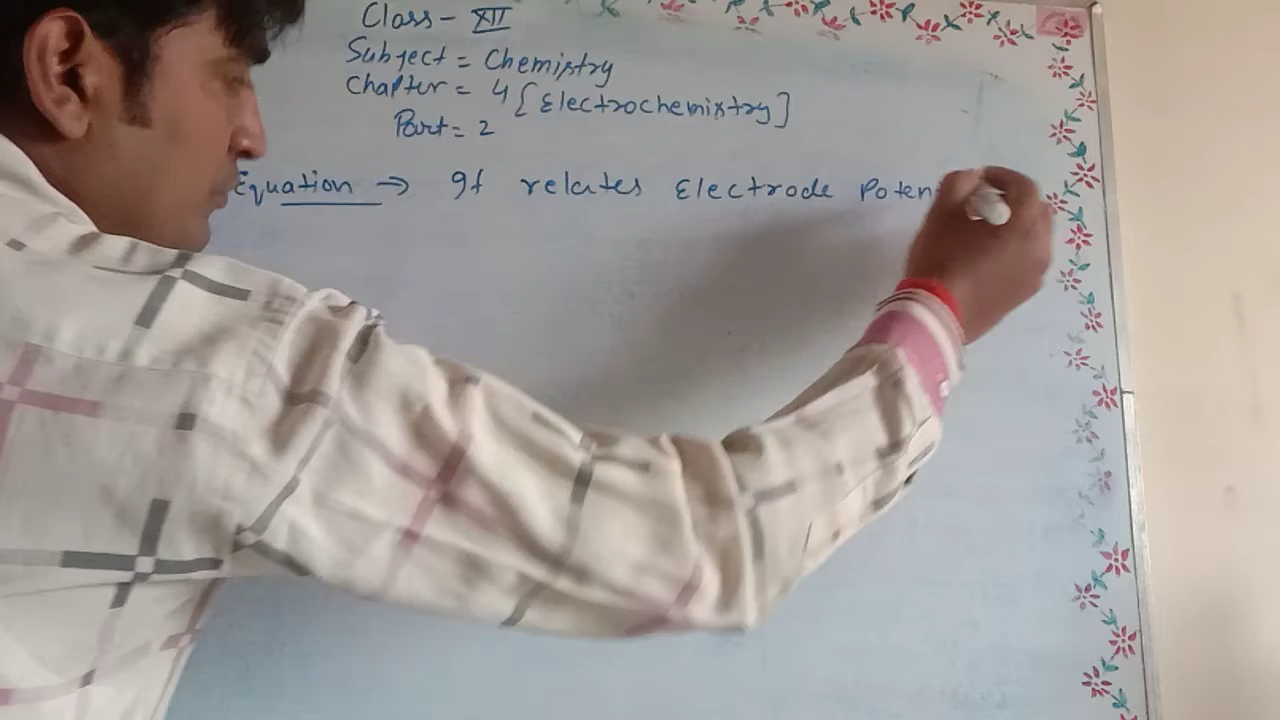 Class - XII
Subject = Chemistry
Chapter = 4 [Electrochemistry]
Part = 2
Equation → It relates Electrode Poten